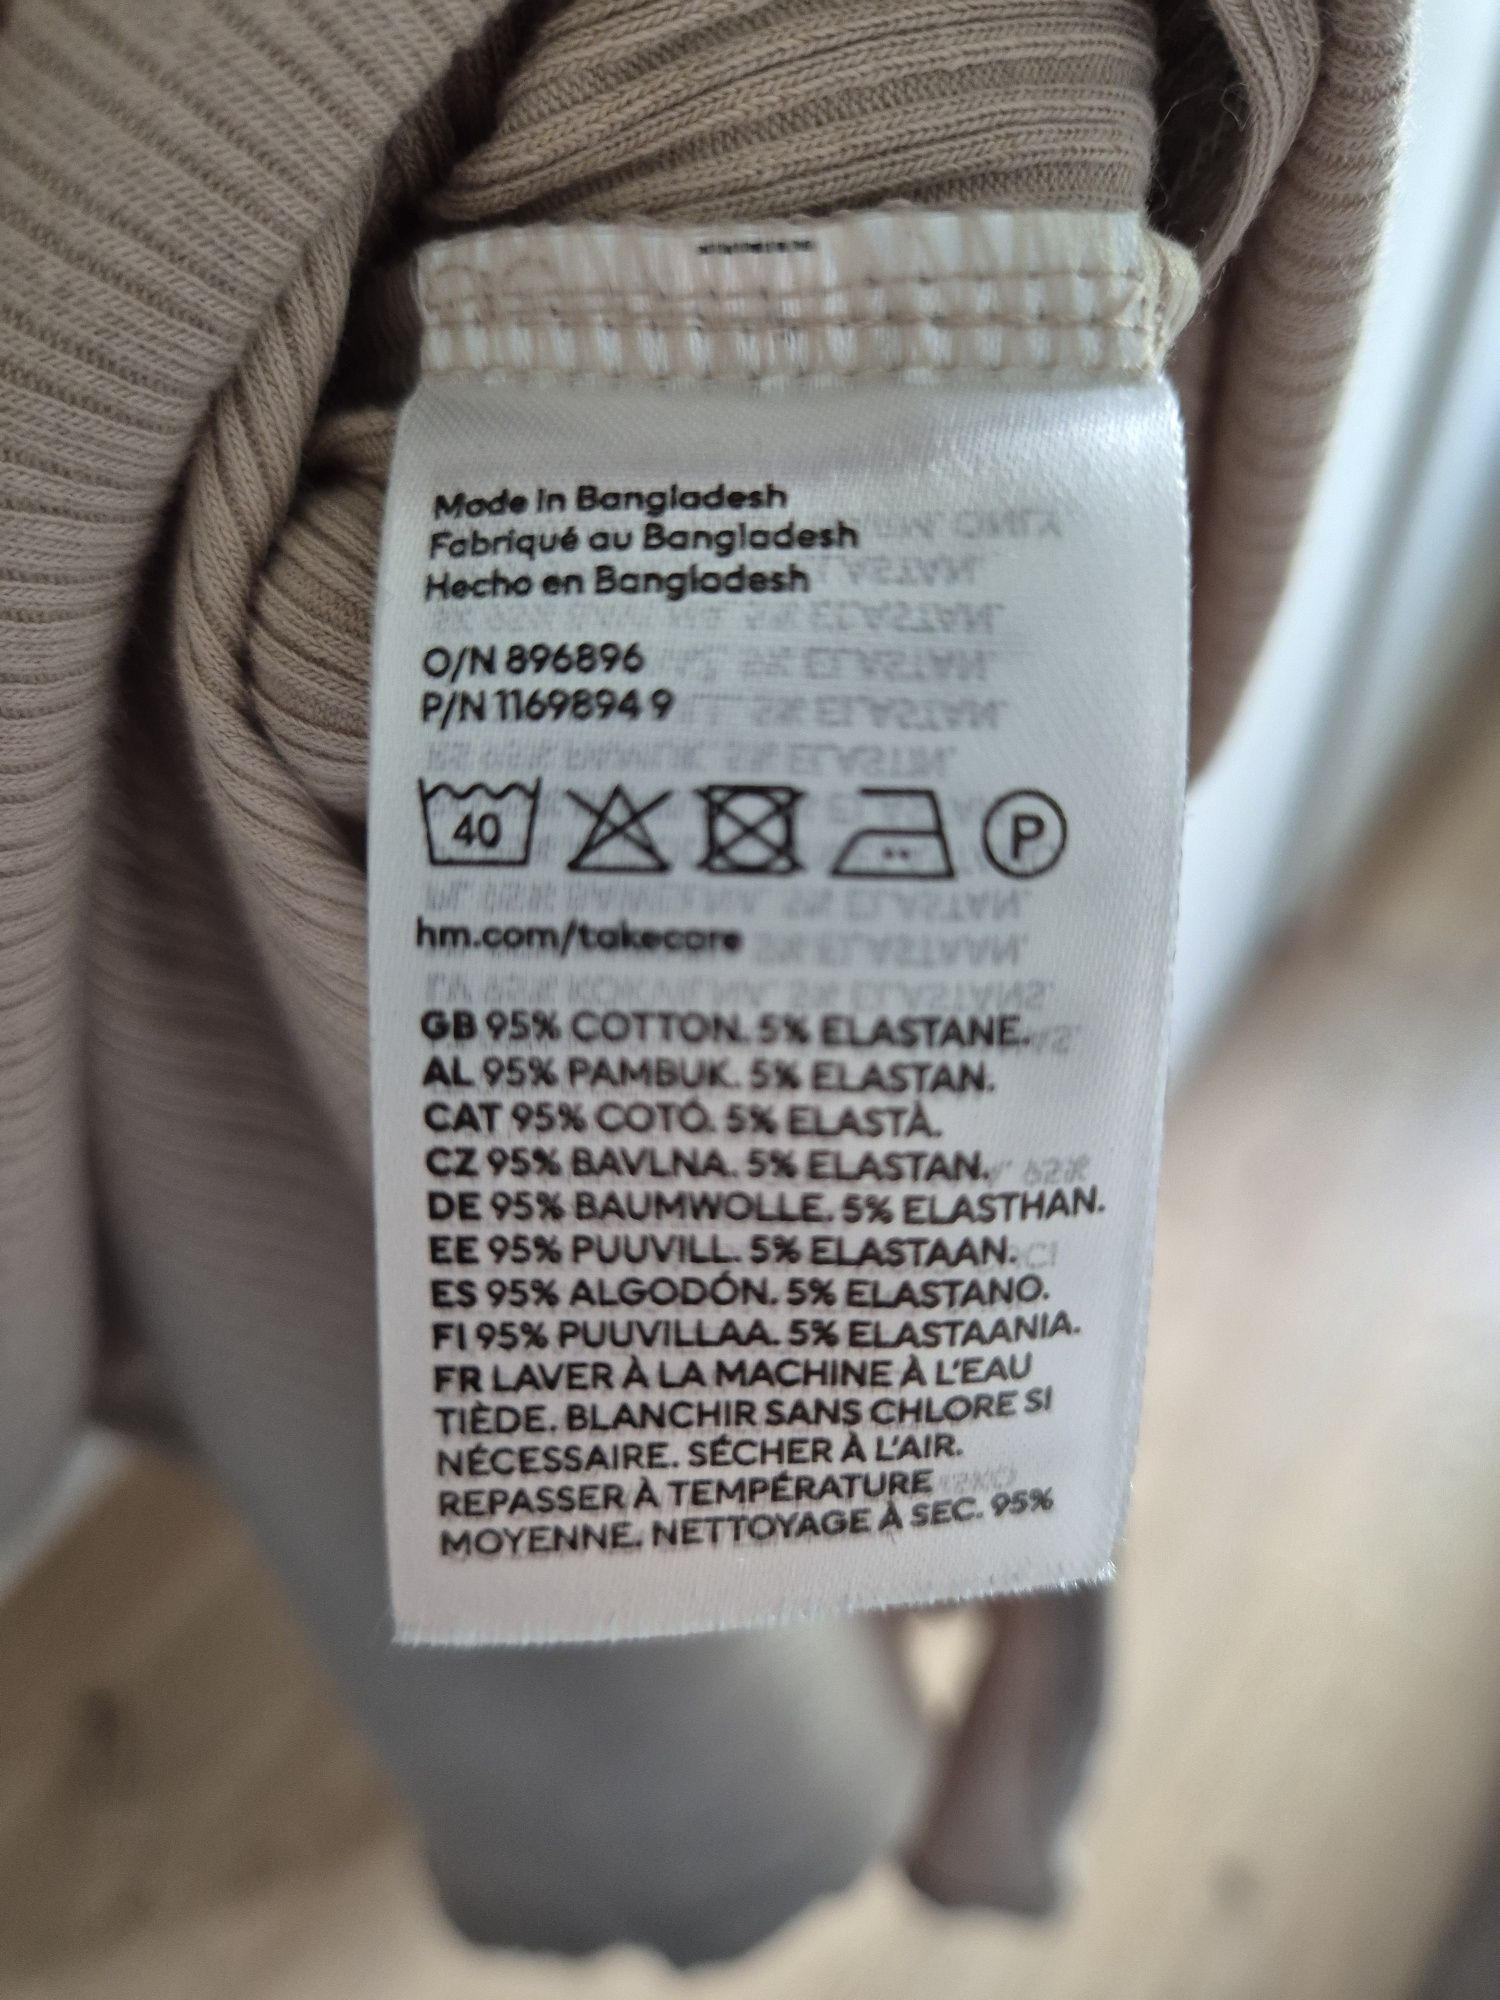 Made in Bangladesh
Fabriqué au Bangladesh
Hecho en Bangladesh
O/N 896896
P/N 1169894 9
40
P
hm.com/takecare
GB 95% COTTON. 5% ELASTANE.
AL 95% PAMBUK. 5% ELASTAN.
CAT 95% COTÓ. 5% ELASTÀ.
CZ 95% BAVLNA. 5% ELASTAN.
DE 95% BAUMWOLLE. 5% ELASTHAN.
EE 95% PUUVILL. 5% ELASTAAN.
ES 95% ALGODÓN. 5% ELASTANO.
FI 95% PUUVILLAA. 5% ELASTAANIA.
FR LAVER À LA MACHINE À L'EAU
TIÈDE. BLANCHIR SANS CHLORE SI
NÉCESSAIRE. SÉCHER À L'AIR.
REPASSER À TEMPÉRATURE
MOYENNE. NETTOYAGE À SEC. 95%